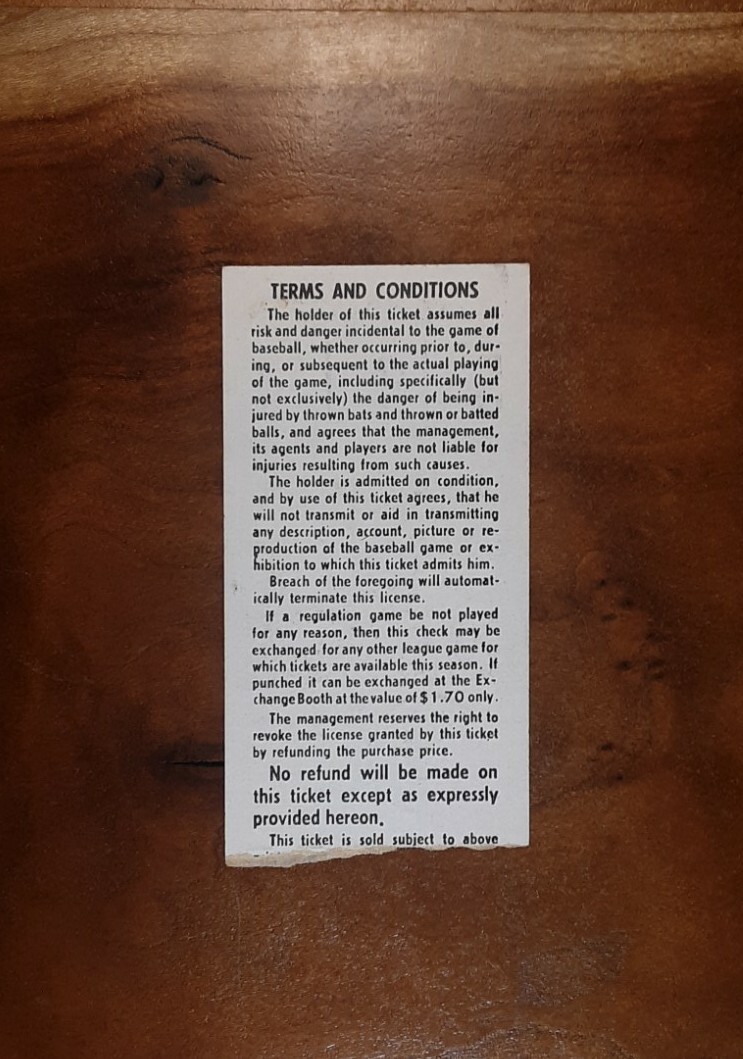 TERMS AND CONDITIONS
The holder of this ticket assumes all
risk and danger incidental to the game of
baseball, whether occurring prior to, dur-
ing, or subsequent to the actual playing
of the game, including specifically (but
not exclusively) the danger of being in-
jured by thrown bats and thrown or batted
balls, and agrees that the management,
its agents and players are not liable for
injuries resulting from such causes.
The holder is admitted on condition,
and by use of this ticket agrees, that he
will not transmit or aid in transmitting
any description, account, picture or re-
production of the baseball game or ex-
hibition to which this ticket admits him.
Breach of the foregoing will automat-
ically terminate this license.
If a regulation game be not played
for any reason, then this check may be
exchanged for any other league game for
which tickets are available this season. If
punched it can be exchanged at the Ex-
change Booth at the value of $1.70 only.
The management reserves the right to
revoke the license granted by this ticket
by refunding the purchase price.
No refund will be made on
this ticket except as expressly
provided hereon.
This ticket is sold subject to above